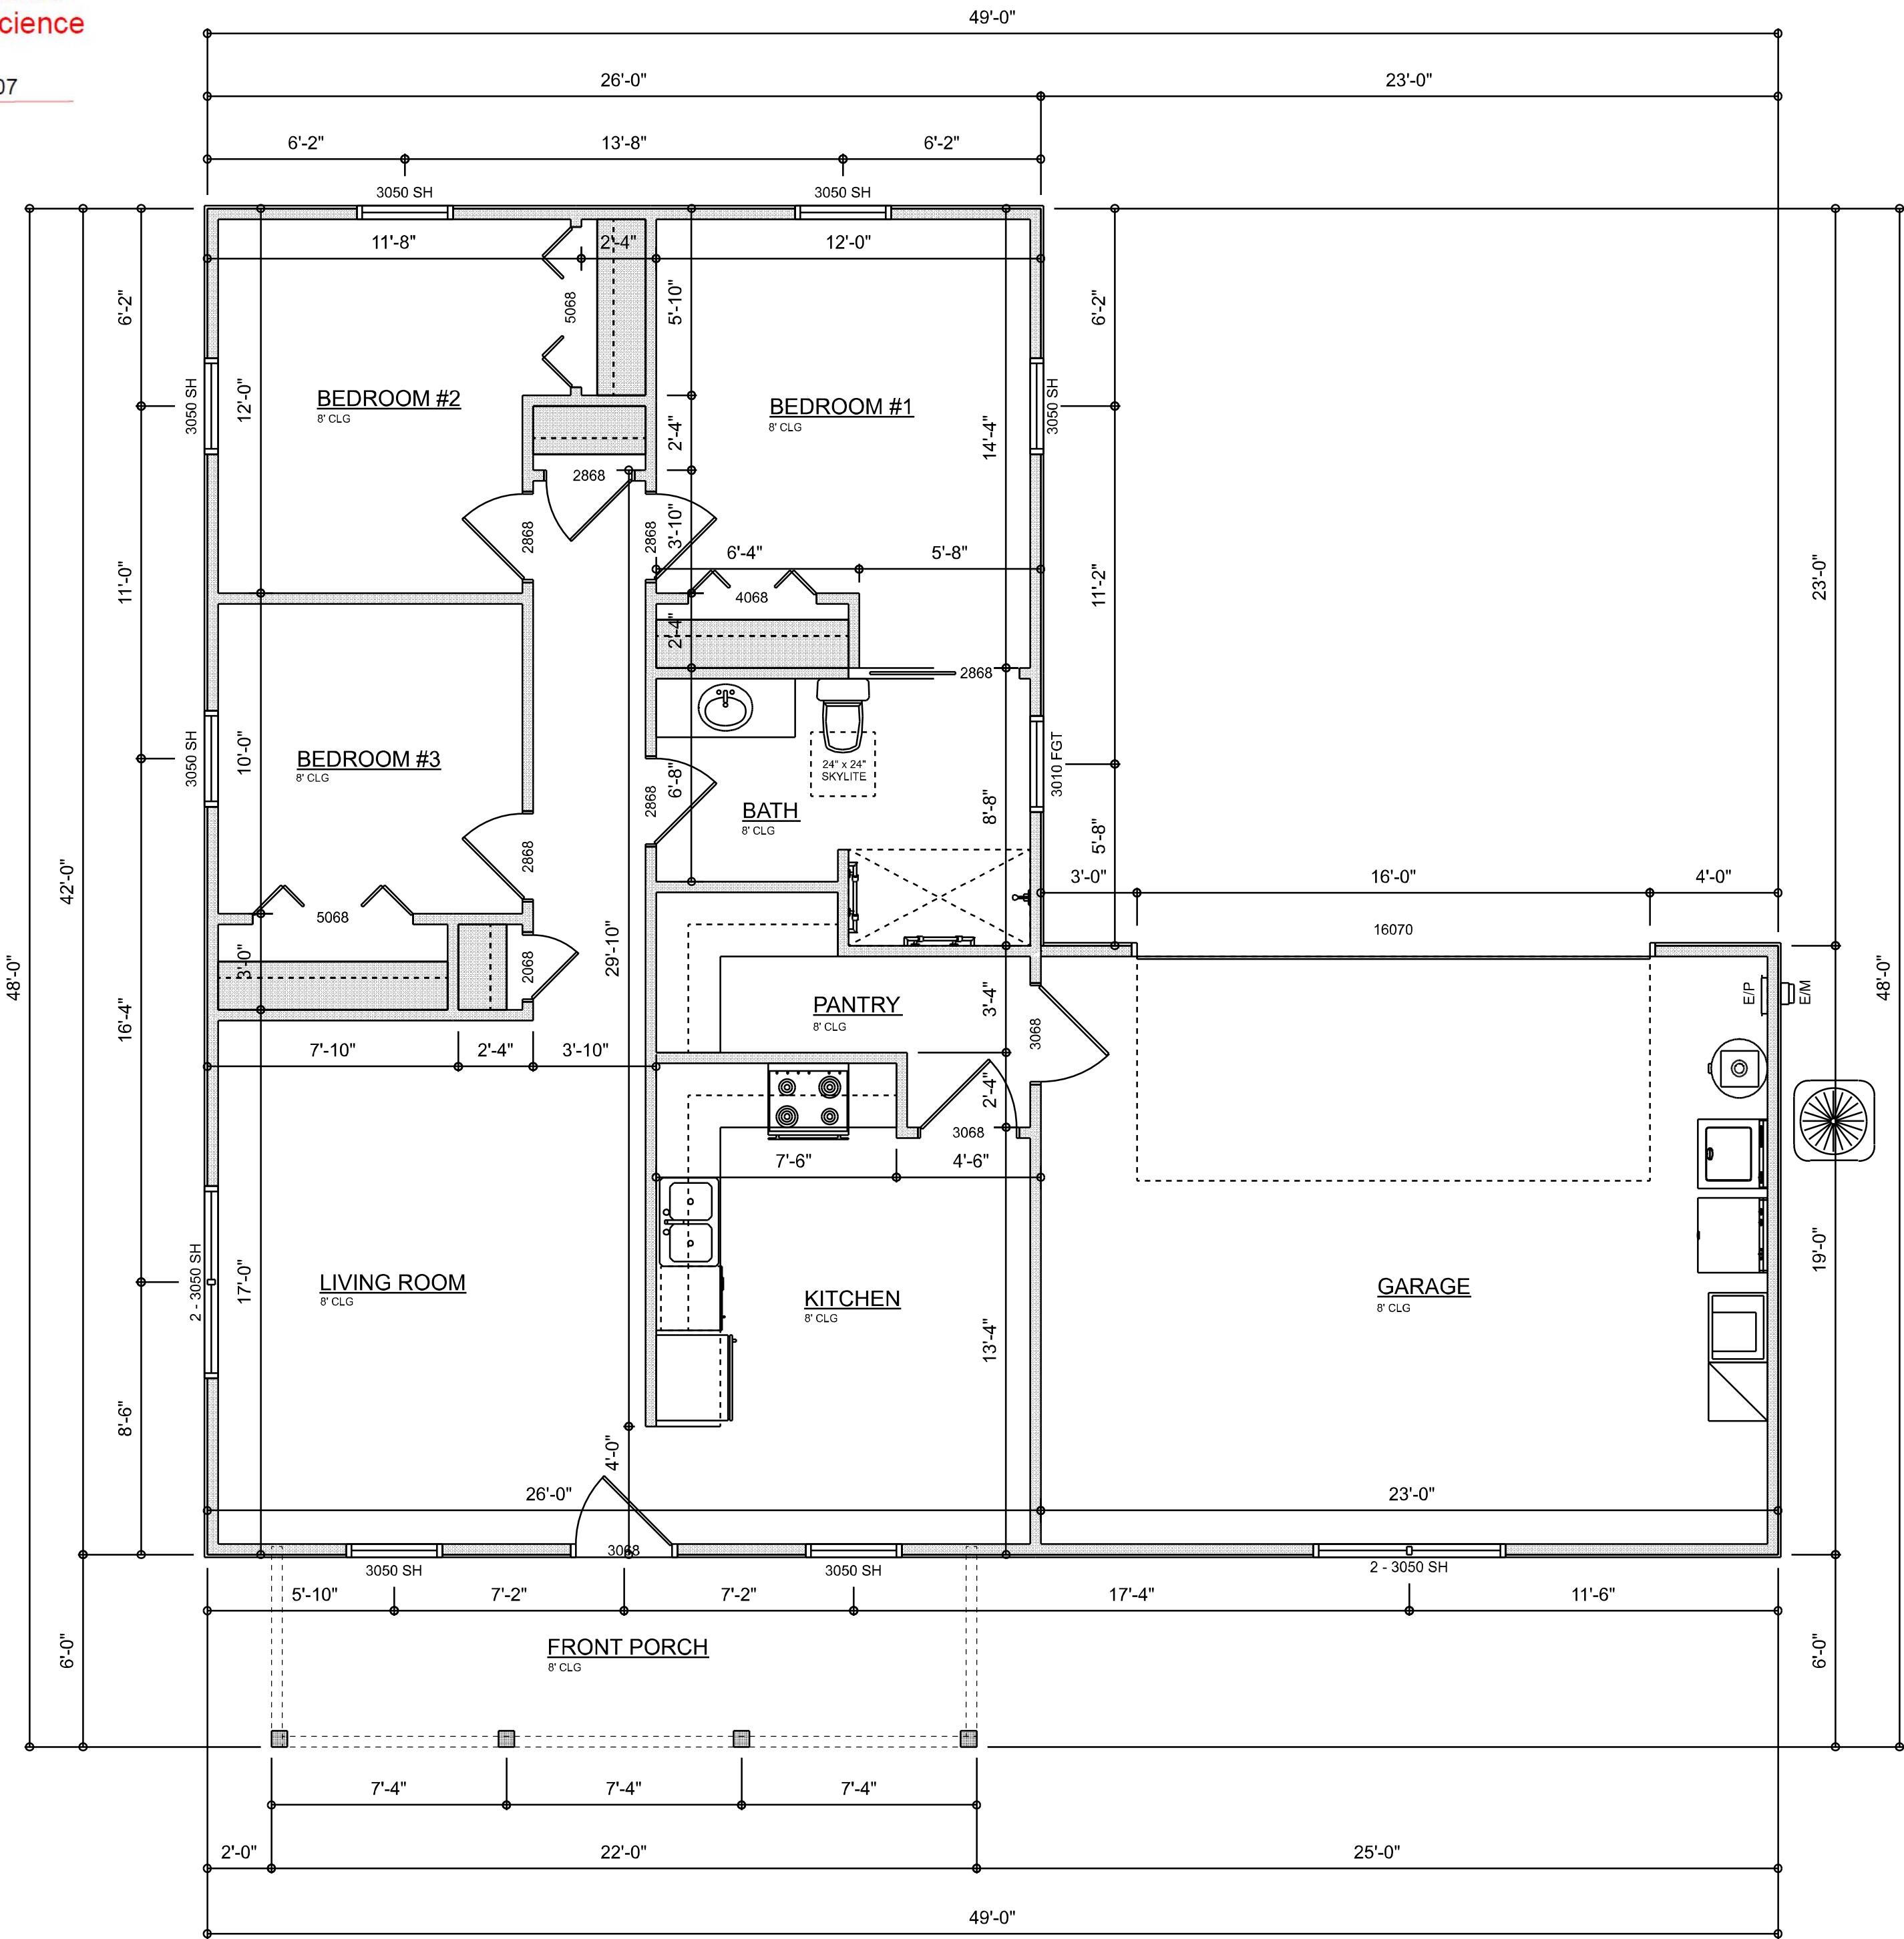 cience
07
49'-0"
26'-0"
23'-0"
6'-2"
13'-8"
6'-2"
3050 SH
3050 SH
11'-8"
2'-4"
12'-0"
6'-2"
5068
5'-10"
6'-2"
3050 SH
12'-0"
BEDROOM #2
8' CLG
BEDROOM #1
8' CLG
2'-4"
14'-4"
3050 SH
2868
2868
2868
3'-10"
6'-4"
5'-8"
11'-0"
11'-2"
23'-0"
4068
2'-4"
2868
3050 SH
10'-0"
BEDROOM #3
8' CLG
24" x 24"
SKYLITE
3010 FGT
6'-8"
2868
BATH
8' CLG
8'-8"
5'-8"
42'-0"
2868
3'-0"
16'-0"
4'-0"
5068
16070
48'-0"
3'-0"
2068
29'-10"
16'-4"
PANTRY
8' CLG
3'-4"
3068
E/P
E/M
48'-0"
7'-10"
2'-4"
3'-10"
2'-4"
3068
7'-6"
4'-6"
2 - 3050 SH
17'-0"
LIVING ROOM
8' CLG
KITCHEN
8' CLG
GARAGE
8' CLG
19'-0"
13'-4"
8'-6"
4'-0"
26'-0"
23'-0"
3068
3050 SH
3050 SH
2 - 3050 SH
5'-10"
7'-2"
7'-2"
17'-4"
11'-6"
6'-0"
FRONT PORCH
8' CLG
6'-0"
7'-4"
7'-4"
7'-4"
2'-0"
22'-0"
25'-0"
49'-0"